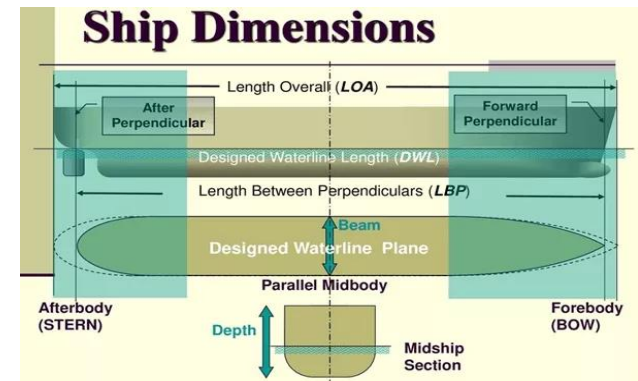 Ship Dimensions
Length Overall (LOA)
After
Perpendicular
Forward
Perpendicular
Designed Waterline Length (DWL)
Length Between Perpendiculars (LBP)
Beam
Designed Waterline Plane
Parallel Midbody
Afterbody
(STERN)
Forebody
(BOW)
Depth
Midship
Section